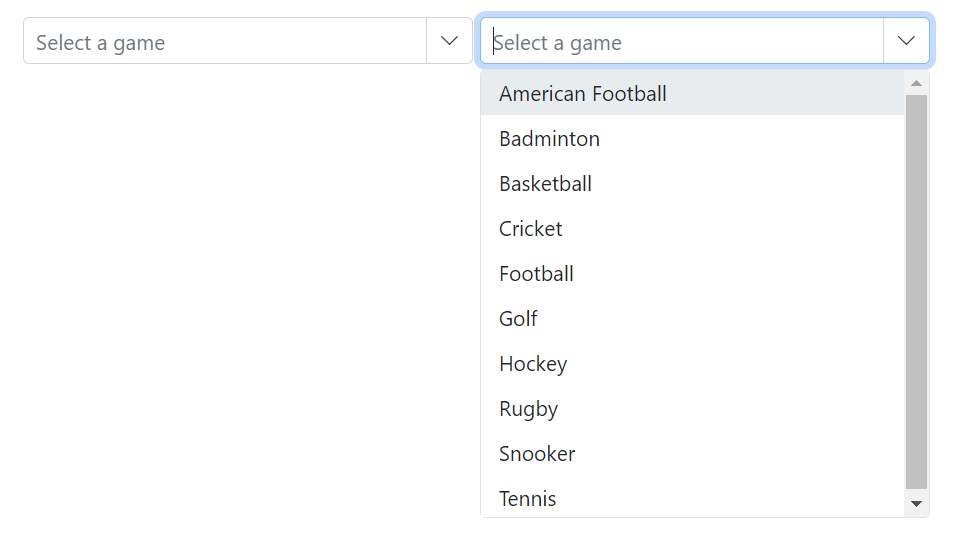 Select a game
Select a game
American Football
Badminton
Basketball
Cricket
Football
Golf
Hockey
Rugby
Snooker
Tennis